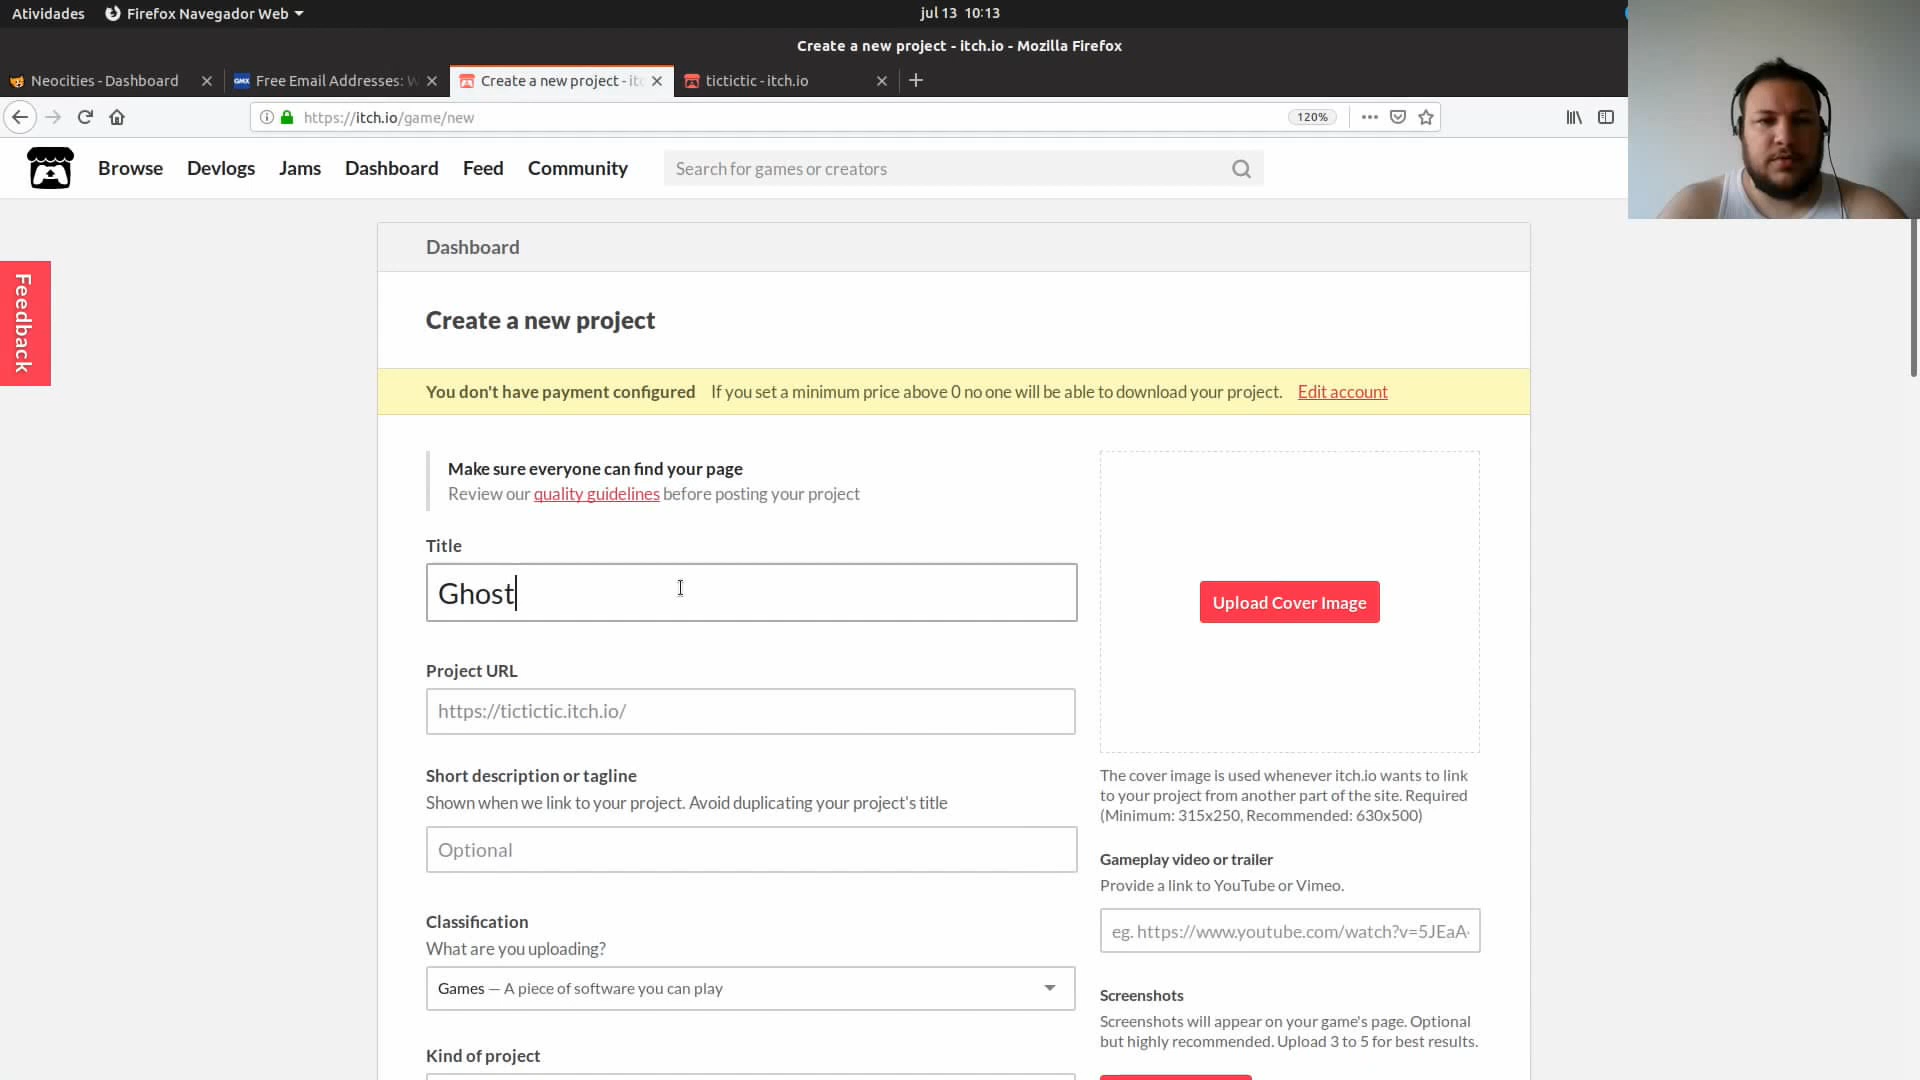 Atividades
Firefox Navegador Web
jul 13 10:13
Create a new project - itch.io - Mozilla Firefox
Neocities - Dashboard
GMX Free Email Addresses: W
Create a new project - itc
tictictic - itch.io
https://itch.io/game/new
120%
Browse
Devlogs
Jams
Dashboard
Feed
Community
Search for games or creators
Feedback
Dashboard
Create a new project
You don't have payment configured If you set a minimum price above 0 no one will be able to download your project. Edit account
Make sure everyone can find your page
Review our quality guidelines before posting your project
Title
Ghost
Project URL
https://tictictic.itch.io/
Short description or tagline
Shown when we link to your project. Avoid duplicating your project's title
Optional
Classification
What are you uploading?
Games — A piece of software you can play
Kind of project
Upload Cover Image
The cover image is used whenever itch.io wants to link
to your project from another part of the site. Required
(Minimum: 315x250, Recommended: 630x500)
Gameplay video or trailer
Provide a link to YouTube or Vimeo.
eg. https://www.youtube.com/watch?v=5JEaA
Screenshots
Screenshots will appear on your game's page. Optional
but highly recommended. Upload 3 to 5 for best results.